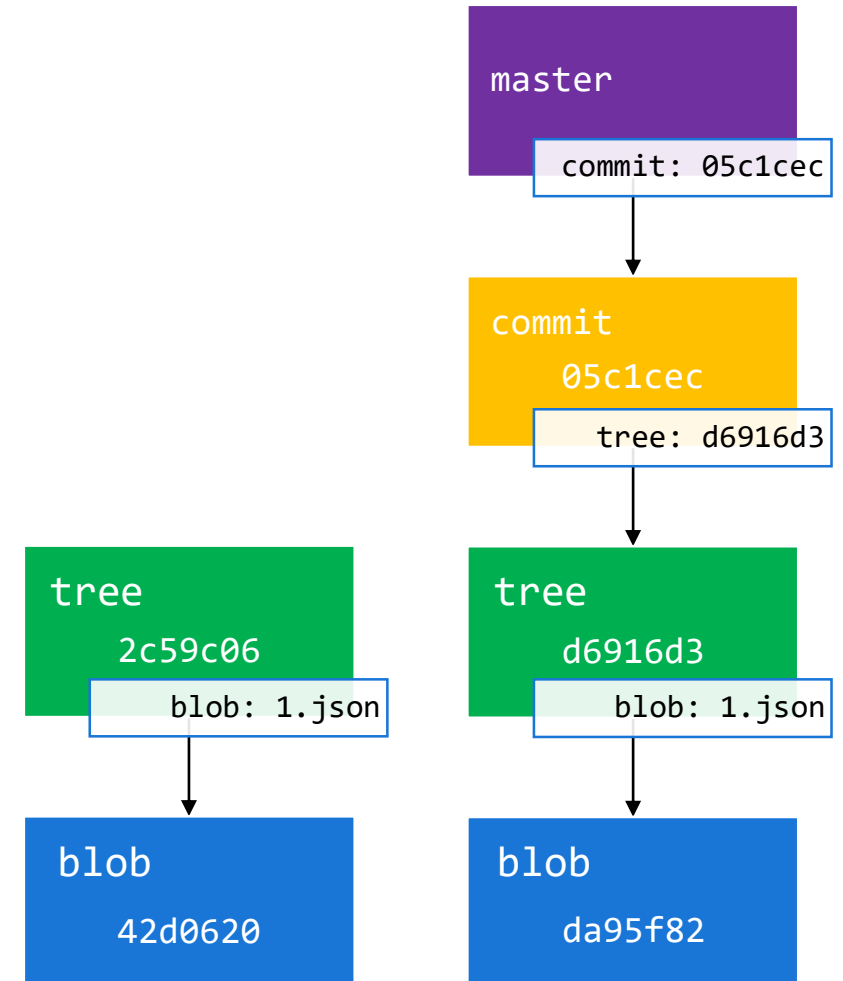 master
commit: 05c1cec
commit
05c1cec
tree: d6916d3
tree
2c59c06
blob: 1.json
tree
d6916d3
blob: 1.json
blob
42d0620
blob
da95f82